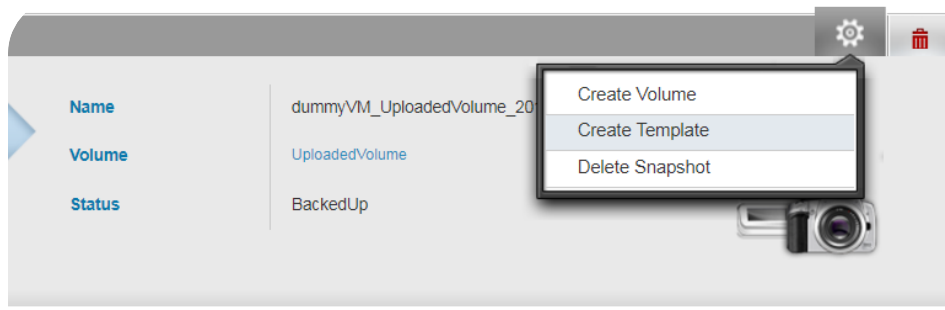 Name
dummyVM_UploadedVolume_20
Create Volume
Create Template
Volume
UploadedVolume
Delete Snapshot
Status
BackedUp